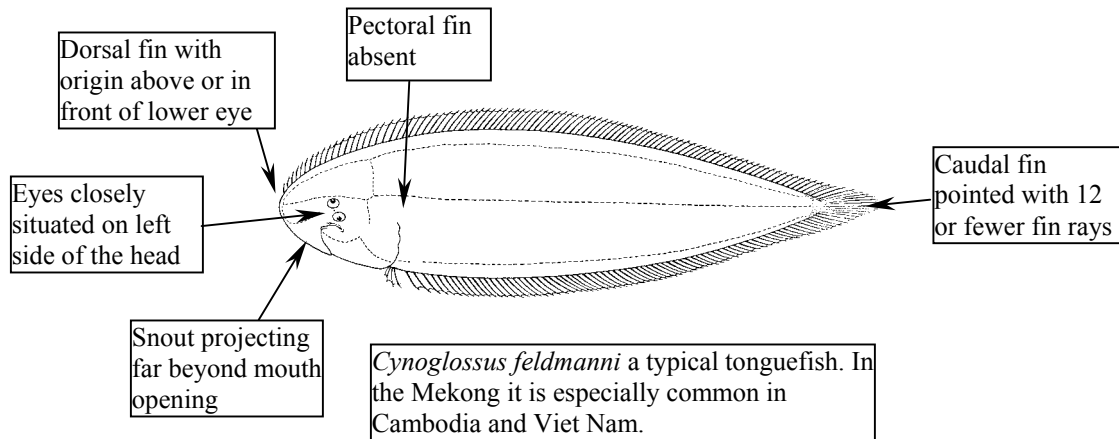 Pectoral fin
absent
Dorsal fin with
origin above or in
front of lower eye
Eyes closely
situated on left
side of the head
Caudal fin
pointed with 12
or fewer fin rays
Snout projecting
far beyond mouth
opening
Cynoglossus feldmanni a typical tonguefish. In
the Mekong it is especially common in
Cambodia and Viet Nam.